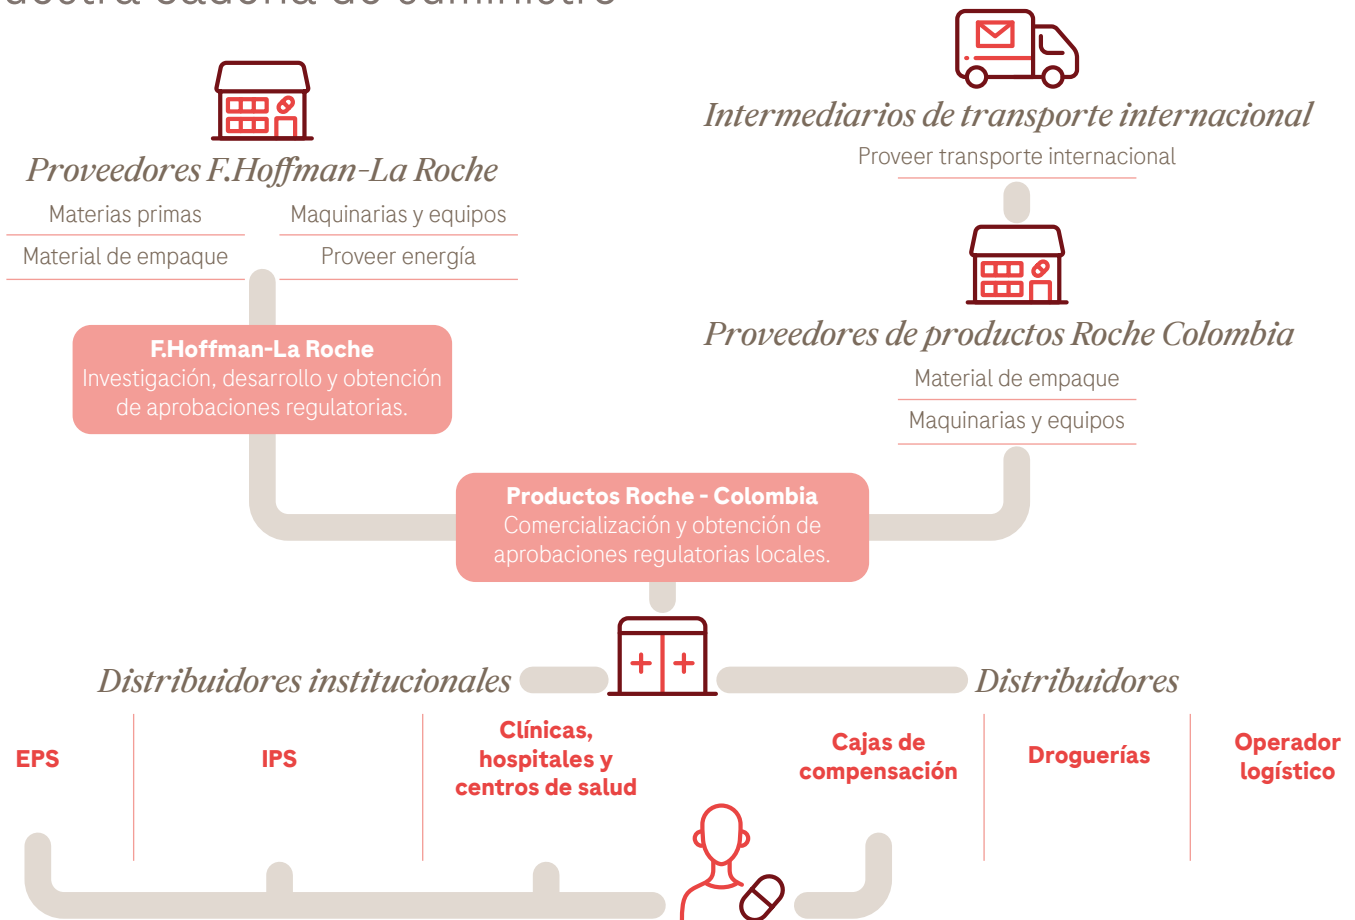 cadena de suministro
Proveedores F.Hoffman-La Roche
Materias primas
Maquinarias y equipos
Material de empaque
Proveer energía
F.Hoffman-La Roche
Investigación, desarrollo y obtención
de aprobaciones regulatorias.
Intermediarios de transporte internacional
Proveer transporte internacional
Proveedores de productos Roche Colombia
Material de empaque
Maquinarias y equipos
Productos Roche - Colombia
Comercialización y obtención de
aprobaciones regulatorias locales.
Distribuidores institucionales
Distribuidores
EPS
IPS
Clínicas,
hospitales y
centros de salud
Cajas de
compensación
Droguerías
Operador
logístico